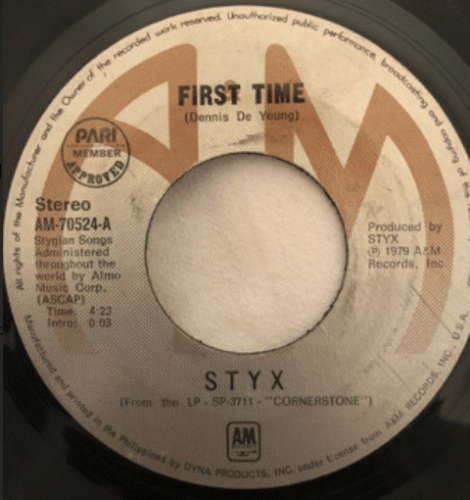 All rights of the Manufacturer and the Owner of the recorded work reserved. Unauthorized public performance, broadcasting and copying of
FIRST TIME
(Dennis De Young)
PARI
MEMBER
APPROVED
Stereo
AM-70524-A
Stygian Songs
Administered
throughout the
world by Almo
Music Corp.
(ASCAP)
Time: 4:23
Intro: 0:03
Produced by
STYX
℗ 1979 A&M
Records, Inc.
STYX
(From the LP - SP-3711 - "CORNERSTONE")
AM
Manufactured and printed in the Philippines by DYNA PRODUCTS, INC. under license from A&M RECORDS, INC., U.S.A.